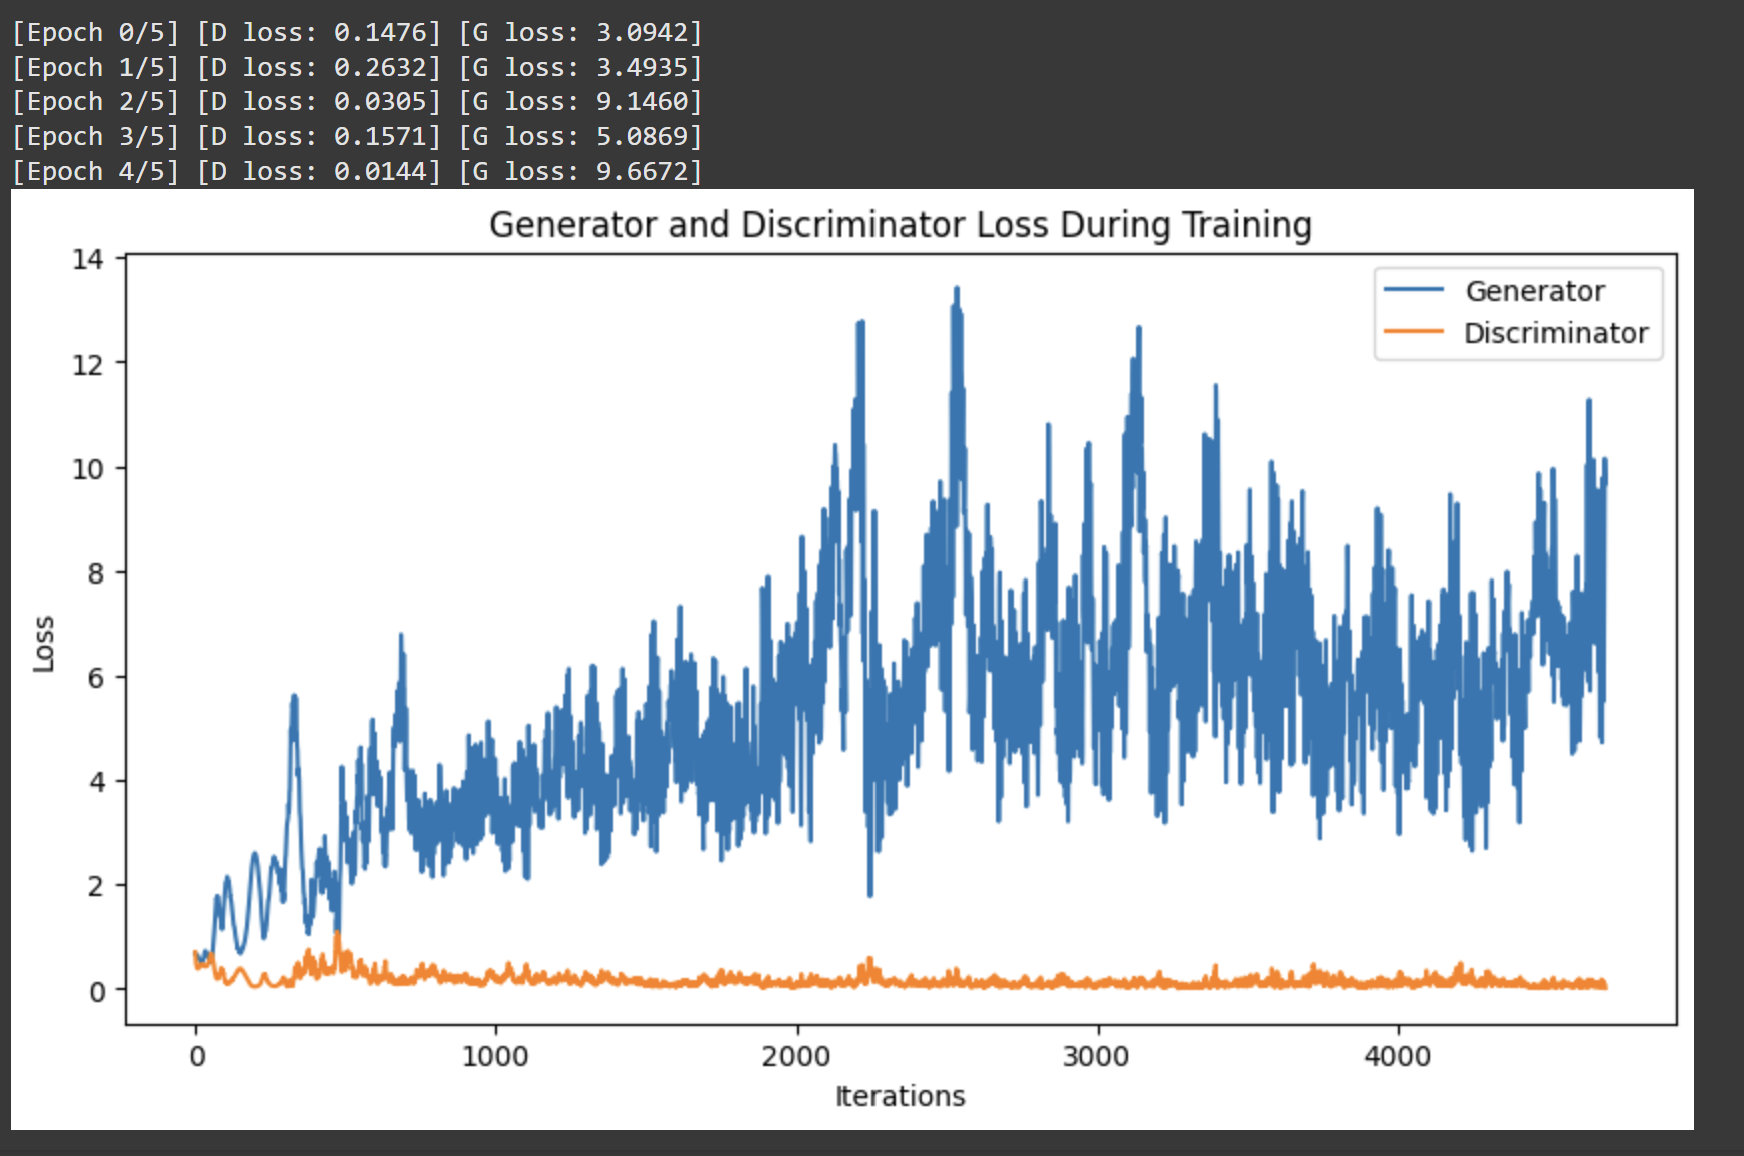 [Epoch 0/5] [D loss: 0.1476] [G loss: 3.0942]
[Epoch 1/5] [D loss: 0.2632] [G loss: 3.4935]
[Epoch 2/5] [D loss: 0.0305] [G loss: 9.1460]
[Epoch 3/5] [D loss: 0.1571] [G loss: 5.0869]
[Epoch 4/5] [D loss: 0.0144] [G loss: 9.6672]
Generator and Discriminator Loss During Training
14
12
10
8
6
4
2
0
Loss
Generator
Discriminator
0 1000 2000 3000 4000
Iterations